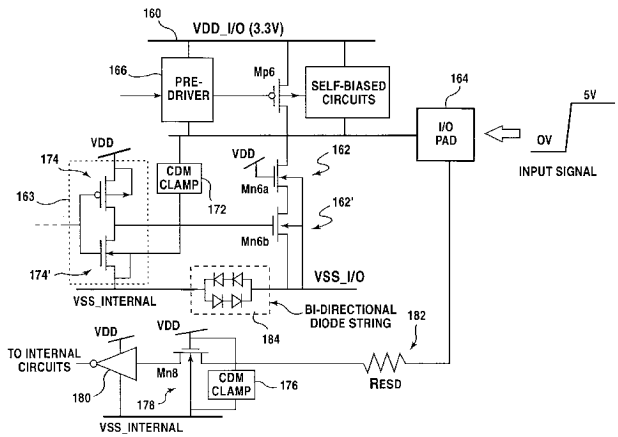 160
VDD_I/O (3.3V)
166
PRE-
DRIVER
Mp6
SELF-BIASED
CIRCUITS
164
I/O
PAD
5V
0V
INPUT SIGNAL
VDD
174
163
CDM
CLAMP
172
VDD
Mn6a
162
162'
Mn6b
174'
VSS_INTERNAL
VSS_I/O
184
BI-DIRECTIONAL
DIODE STRING
VDD
VDD
TO INTERNAL
CIRCUITS
180
Mn8
178
CDM
CLAMP
176
182
RESD
VSS_INTERNAL